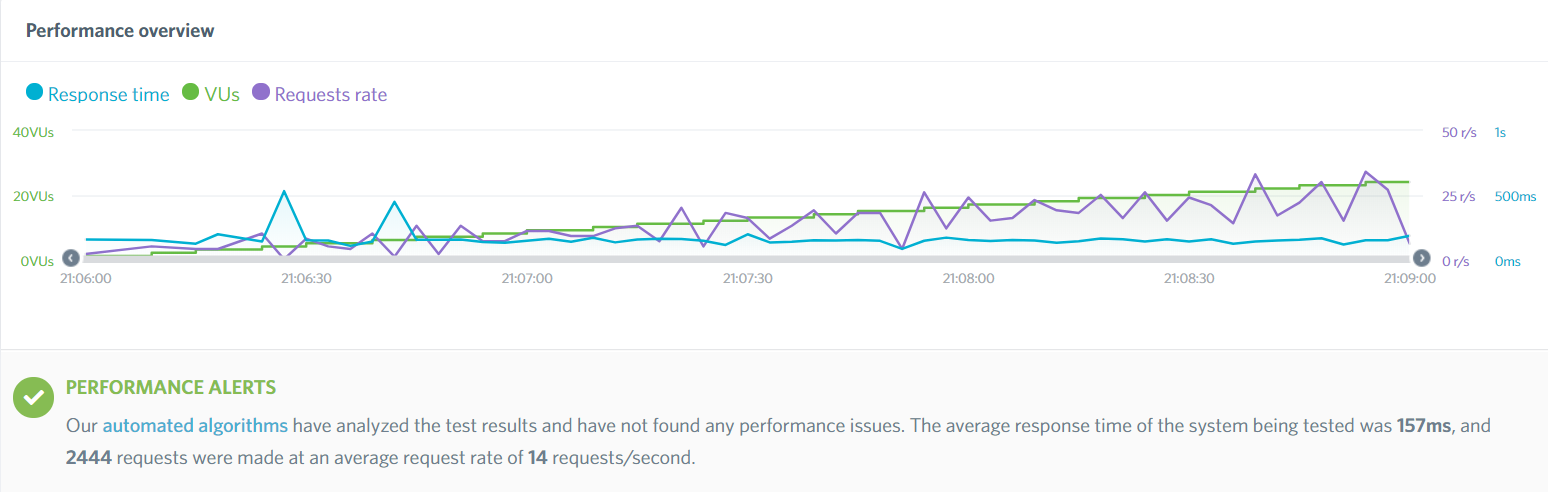 Performance overview
Response time VUs Requests rate
40VUs 50 r/s 1s
20VUs 25 r/s 500ms
0VUs 0 r/s 0ms
21:06:00 21:06:30 21:07:00 21:07:30 21:08:00 21:08:30 21:09:00
PERFORMANCE ALERTS
Our automated algorithms have analyzed the test results and have not found any performance issues. The average response time of the system being tested was 157ms, and
2444 requests were made at an average request rate of 14 requests/second.